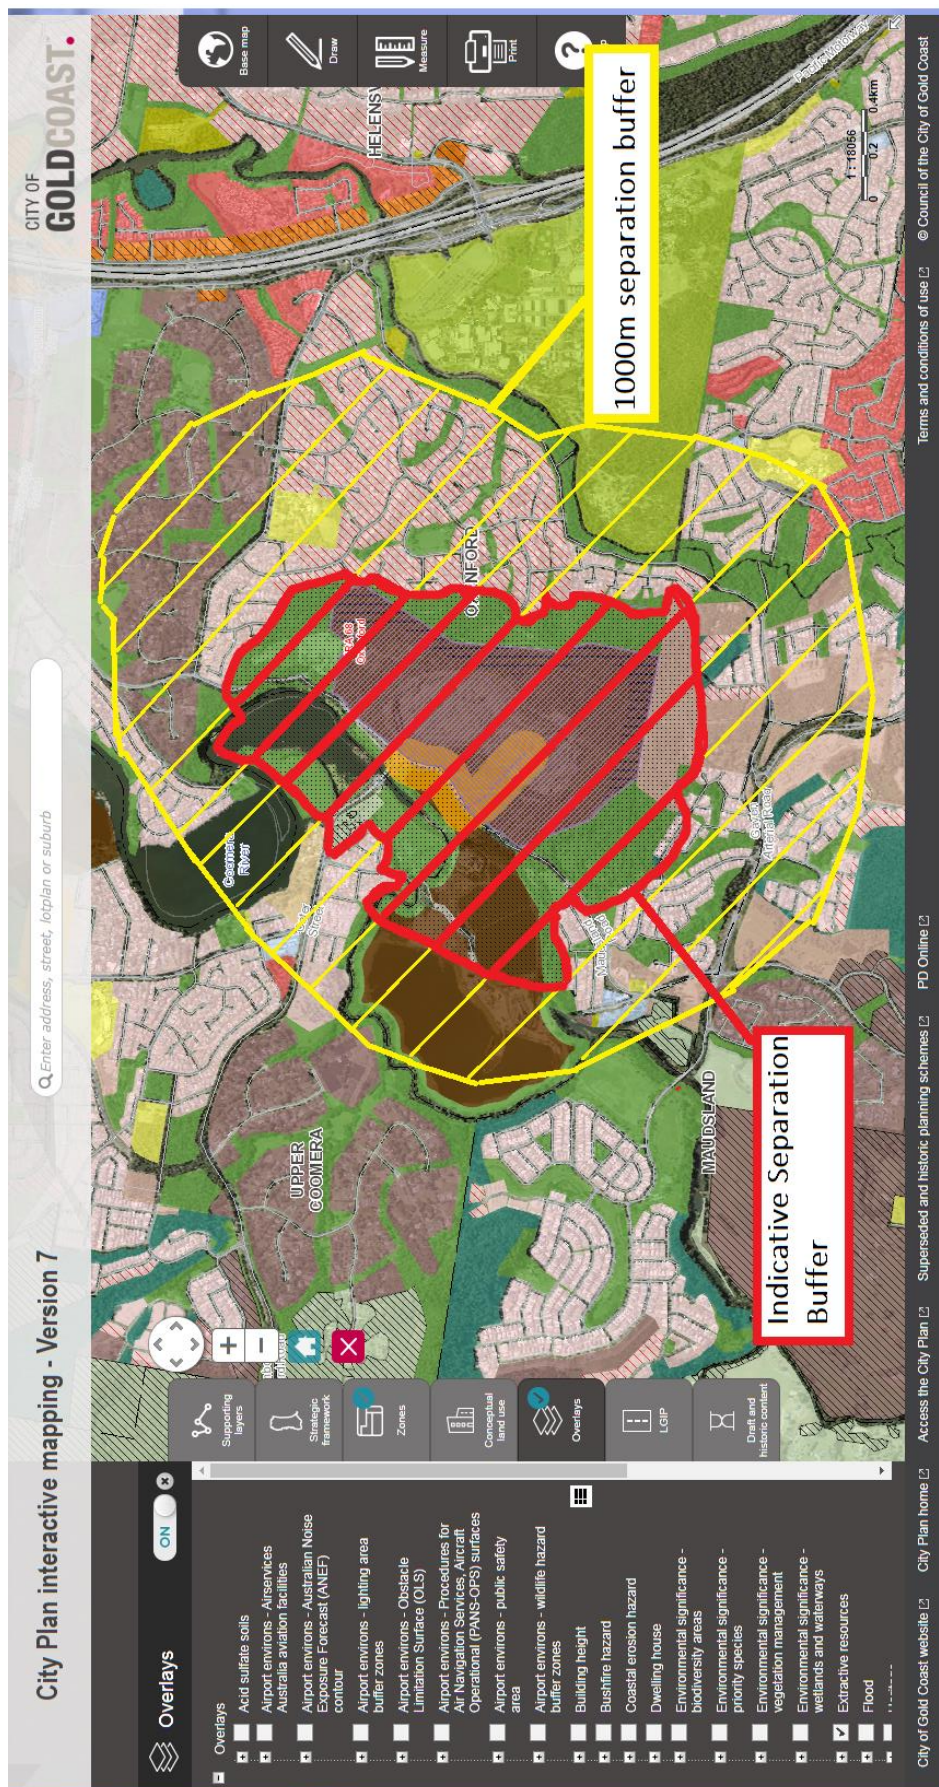 City Plan interactive mapping - Version 7
Enter address, street, lotplan or suburb
CITY OF
GOLDCOAST.
Overlays
ON
Overlays
Acid sulfate soils
Airport environs - Airservices
Australia aviation facilities
Airport environs - Australian Noise
Exposure Forecast (ANEF)
contour
Airport environs - lighting area
buffer zones
Airport environs - Obstacle
Limitation Surface (OLS)
Airport environs - Procedures for
Air Navigation Services, Aircraft
Operational (PANS-OPS) surfaces
Airport environs - public safety
area
Airport environs - wildlife hazard
buffer zones
Building height
Bushfire hazard
Coastal erosion hazard
Dwelling house
Environmental significance -
biodiversity areas
Environmental significance -
priority species
Environmental significance -
vegetation management
Environmental significance -
wetlands and waterways
Extractive resources
Flood
Supporting
layers
Strategic
framework
Zones
Conceptual
land use
Overlays
LGIP
Draft and
historic content
Base map
Draw
Measure
Print
UPPER
COOMERA
Coomera
River
Street
HELENSV
Pacific Motorway
MAUDSLAND
Arterial Road
1000m separation buffer
Indicative Separation
Buffer
1: 18056
0 0.2 0.4km
City of Gold Coast website
City Plan home
Access the City Plan
Superseded and historic planning schemes
PD Online
Terms and conditions of use
© Council of the City of Gold Coast